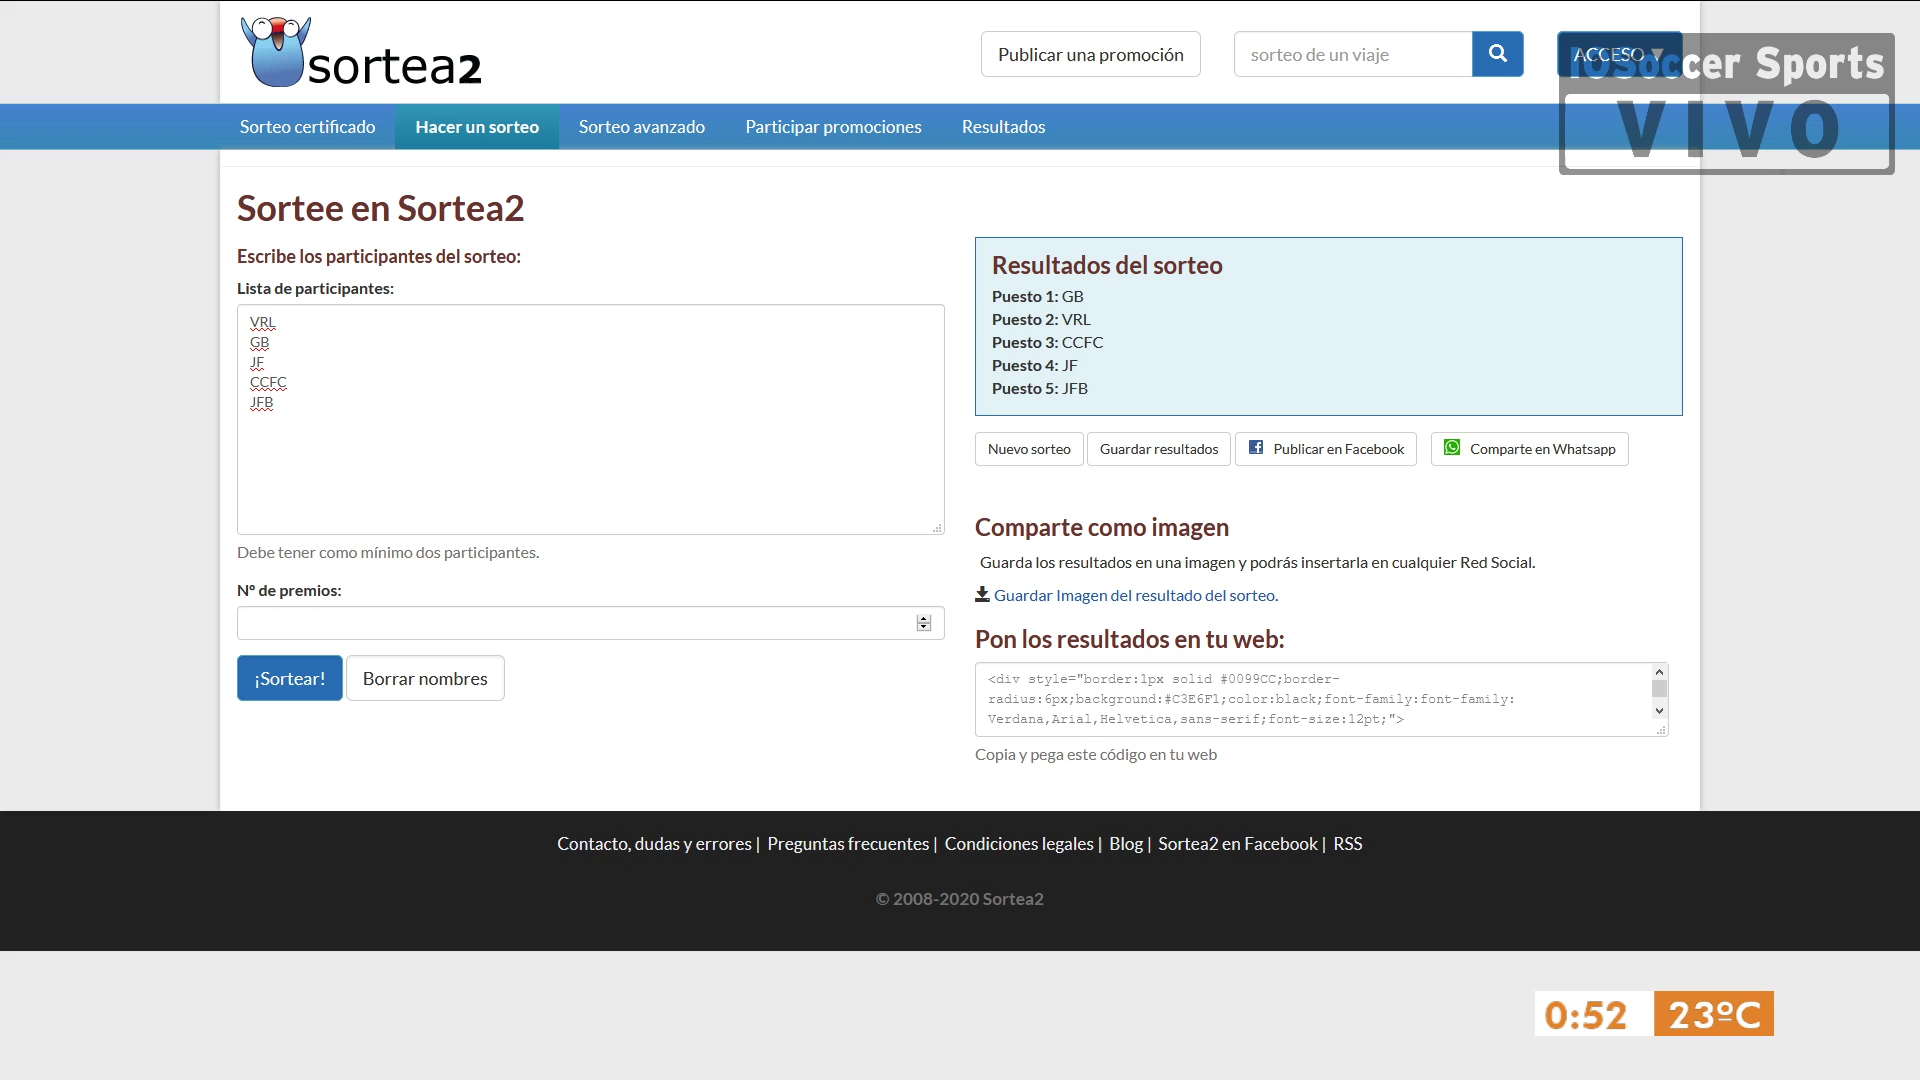 sortea2
Publicar una promoción
sorteo de un viaje
ACCESO ▼
IOSoccer Sports
VIVO
Sorteo certificado
Hacer un sorteo
Sorteo avanzado
Participar promociones
Resultados
Sortee en Sortea2
Escribe los participantes del sorteo:
Lista de participantes:
VRL
GB
JF
CCFC
JFB
Debe tener como mínimo dos participantes.
Nº de premios:
¡Sortear!
Borrar nombres
Resultados del sorteo
Puesto 1: GB
Puesto 2: VRL
Puesto 3: CCFC
Puesto 4: JF
Puesto 5: JFB
Nuevo sorteo
Guardar resultados
Publicar en Facebook
Comparte en Whatsapp
Comparte como imagen
Guarda los resultados en una imagen y podrás insertarla en cualquier Red Social.
Guardar Imagen del resultado del sorteo.
Pon los resultados en tu web:
<div style="border:1px solid #0099CC;border-
radius:6px;background:#C3E6F1;color:black;font-family:font-family:
Verdana,Arial,Helvetica,sans-serif;font-size:12pt;">
Copia y pega este código en tu web
Contacto, dudas y errores | Preguntas frecuentes | Condiciones legales | Blog | Sortea2 en Facebook | RSS
© 2008-2020 Sortea2
0:52 23ºC